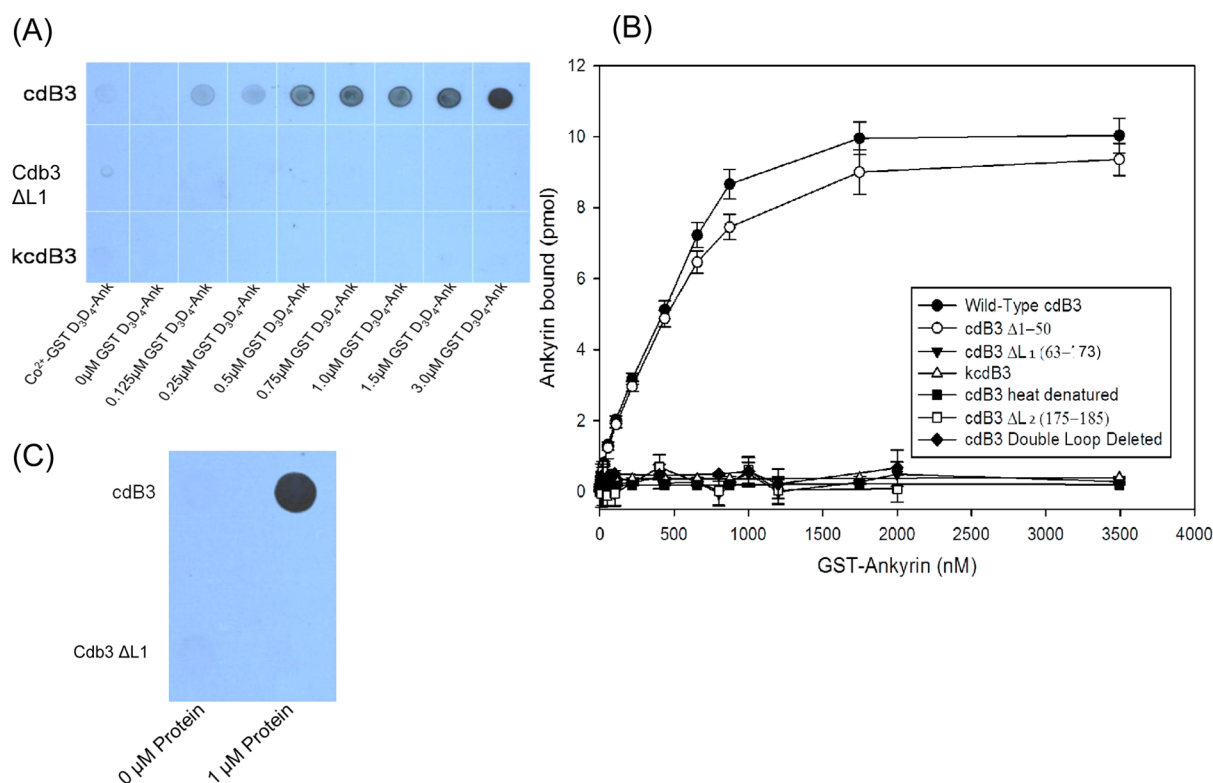 (A)
cdB3
Cdb3
ΔL1
kcdB3
Co²⁺-GST D₃D₄-Ank
0µM GST D₃D₄-Ank
0.125µM GST D₃D₄-Ank
0.25µM GST D₃D₄-Ank
0.5µM GST D₃D₄-Ank
0.75µM GST D₃D₄-Ank
1.0µM GST D₃D₄-Ank
1.5µM GST D₃D₄-Ank
3.0µM GST D₃D₄-Ank
(B)
Ankyrin bound (pmol)
12
10
8
6
4
2
0
0
500
1000
1500
2000
2500
3000
3500
4000
GST-Ankyrin (nM)
Wild-Type cdB3
cdB3 Δ1–50
cdB3 ΔL₁ (63–173)
kcdB3
cdB3 heat denatured
cdB3 ΔL₂ (175–185)
cdB3 Double Loop Deleted
(C)
cdB3
Cdb3 ΔL1
0 µM Protein
1 µM Protein